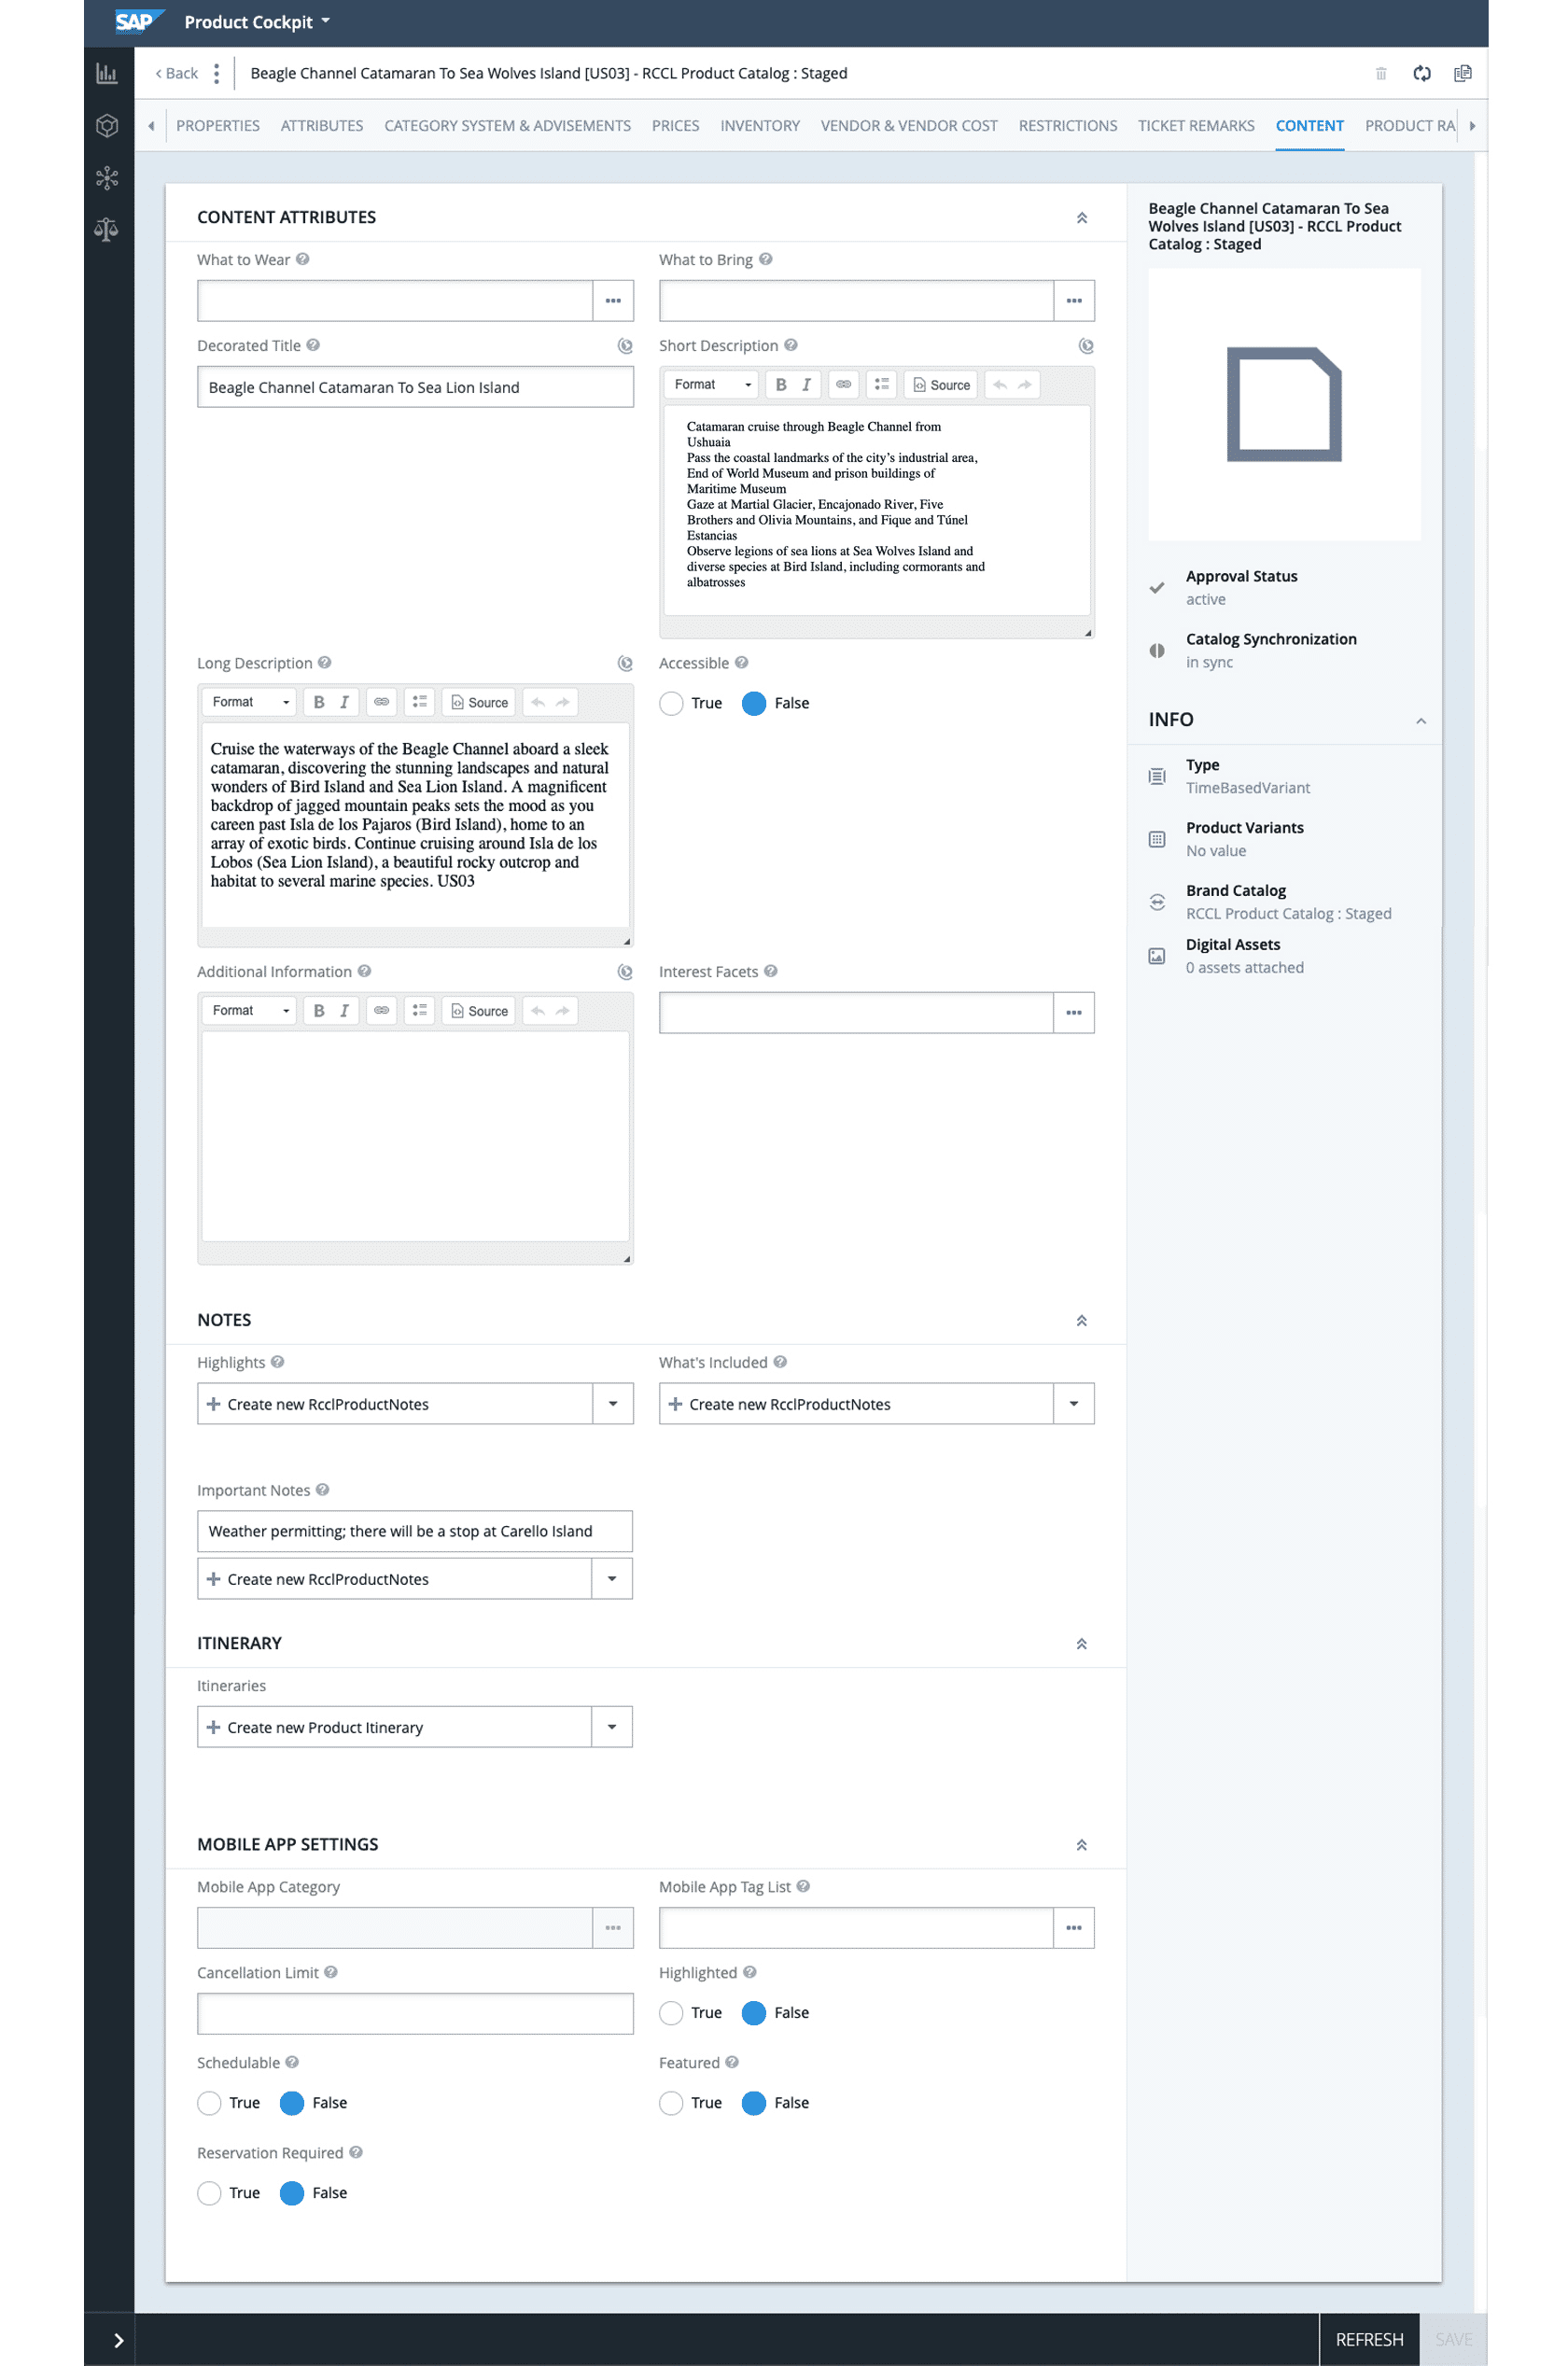 SAP Product Cockpit
Back
Beagle Channel Catamaran To Sea Wolves Island [US03] - RCCL Product Catalog : Staged
PROPERTIES ATTRIBUTES CATEGORY SYSTEM & ADVISEMENTS PRICES INVENTORY VENDOR & VENDOR COST RESTRICTIONS TICKET REMARKS CONTENT PRODUCT RA
CONTENT ATTRIBUTES
What to Wear
What to Bring
Decorated Title
Beagle Channel Catamaran To Sea Lion Island
Short Description
Format B I Source
Catamaran cruise through Beagle Channel from
Ushuaia
Pass the coastal landmarks of the city’s industrial area,
End of World Museum and prison buildings of
Maritime Museum
Gaze at Martial Glacier, Encajonado River, Five
Brothers and Olivia Mountains, and Fique and Túnel
Estancias
Observe legions of sea lions at Sea Wolves Island and
diverse species at Bird Island, including cormorants and
albatrosses
Long Description
Format B I Source
Cruise the waterways of the Beagle Channel aboard a sleek
catamaran, discovering the stunning landscapes and natural
wonders of Bird Island and Sea Lion Island. A magnificent
backdrop of jagged mountain peaks sets the mood as you
careen past Isla de los Pajaros (Bird Island), home to an
array of exotic birds. Continue cruising around Isla de los
Lobos (Sea Lion Island), a beautiful rocky outcrop and
habitat to several marine species. US03
Accessible
True False
Additional Information
Format B I Source
Interest Facets
NOTES
Highlights
Create new RcclProductNotes
What's Included
Create new RcclProductNotes
Important Notes
Weather permitting; there will be a stop at Carello Island
Create new RcclProductNotes
ITINERARY
Itineraries
Create new Product Itinerary
MOBILE APP SETTINGS
Mobile App Category
Mobile App Tag List
Cancellation Limit
Highlighted
True False
Schedulable
True False
Featured
True False
Reservation Required
True False
Beagle Channel Catamaran To Sea
Wolves Island [US03] - RCCL Product
Catalog : Staged
Approval Status
active
Catalog Synchronization
in sync
INFO
Type
TimeBasedVariant
Product Variants
No value
Brand Catalog
RCCL Product Catalog : Staged
Digital Assets
0 assets attached
REFRESH SAVE